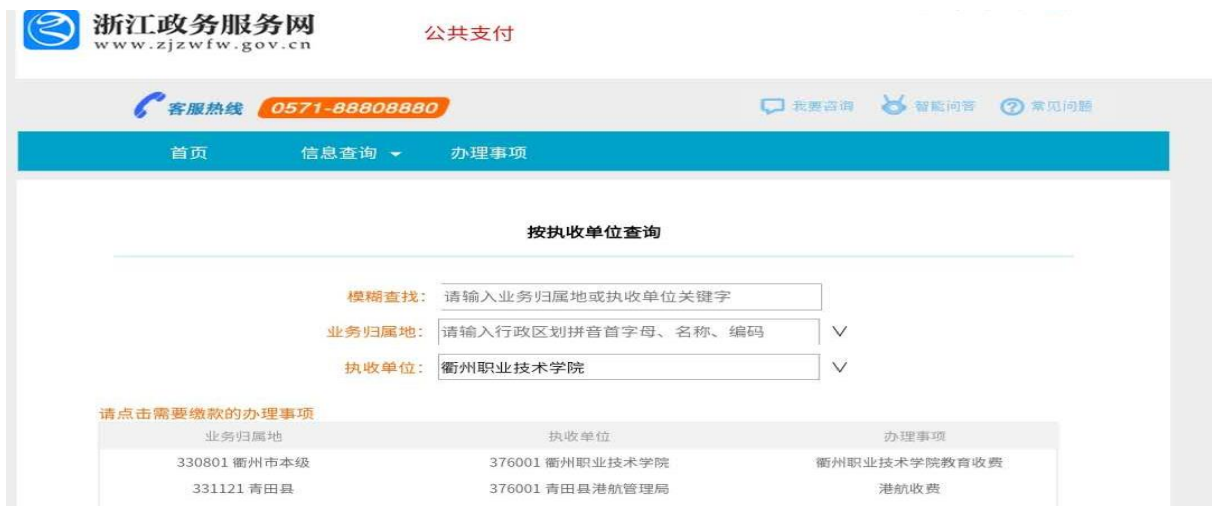 浙江政务服务网
www.zjzwfw.gov.cn
公共支付
客服热线 0571-88808880 我要咨询 智能问答 常见问题
首页 信息查询 办理事项
按执收单位查询
模糊查找: 请输入业务归属地或执收单位关键字
业务归属地: 请输入行政区划拼音首字母、名称、编码
执收单位: 衢州职业技术学院
请点击需要缴款的办理事项
业务归属地 执收单位 办理事项
330801 衢州市本级 376001 衢州职业技术学院 衢州职业技术学院教育收费
331121 青田县 376001 青田县港航管理局 港航收费